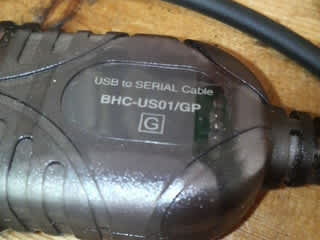 USB to SERIAL Cable
BHC-US01/GP
G